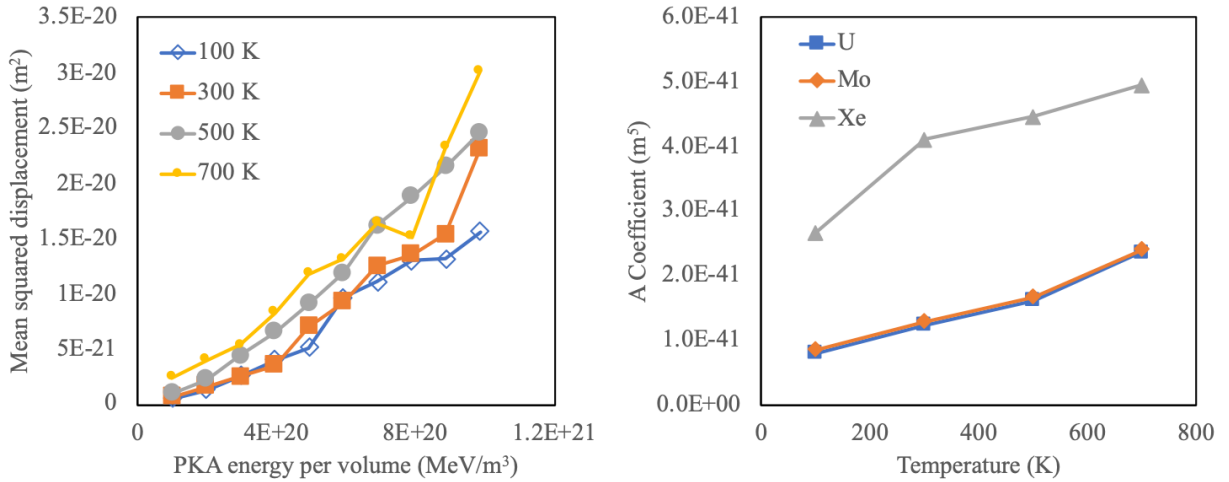 3.5E-20
3E-20
2.5E-20
2E-20
1.5E-20
1E-20
5E-21
0
Mean squared displacement (m²)
100 K
300 K
500 K
700 K
0
4E+20
8E+20
1.2E+21
PKA energy per volume (MeV/m³)
6.0E-41
5.0E-41
4.0E-41
3.0E-41
2.0E-41
1.0E-41
0.0E+00
A Coefficient (m⁵)
U
Mo
Xe
0
200
400
600
800
Temperature (K)